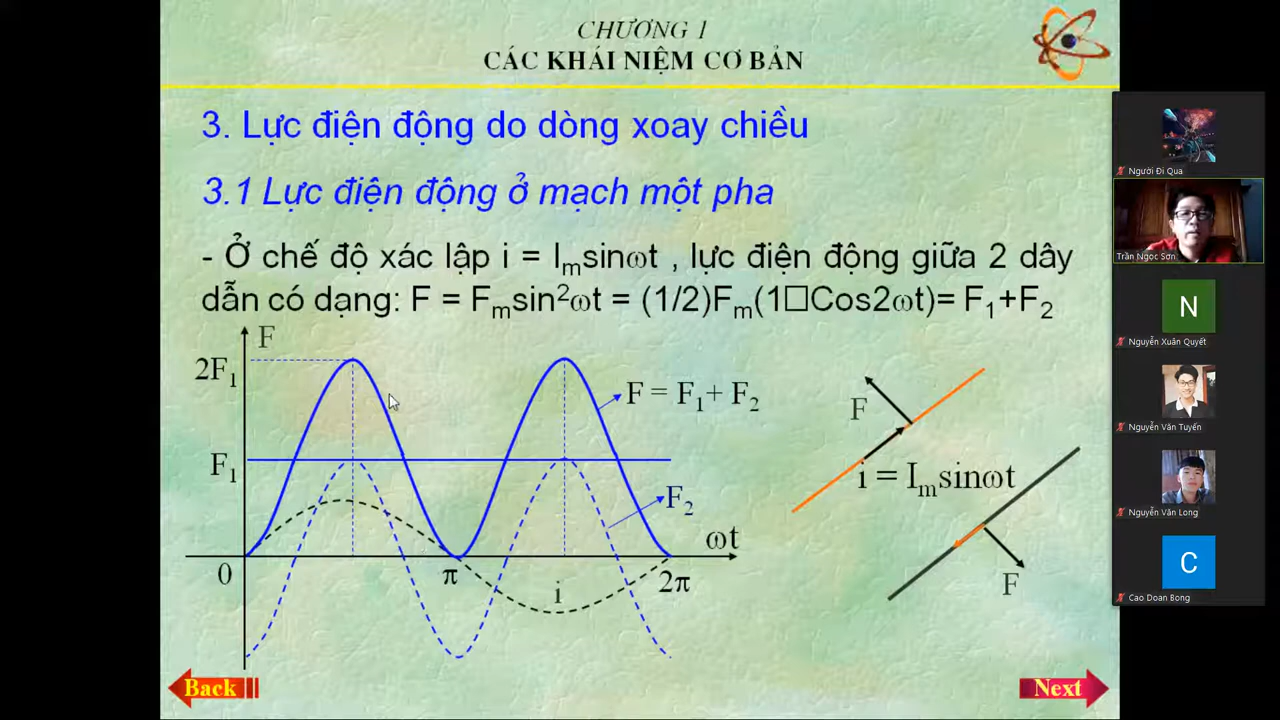 CHƯƠNG 1
CÁC KHÁI NIỆM CƠ BẢN
3. Lực điện động do dòng xoay chiều
3.1 Lực điện động ở mạch một pha
- Ở chế độ xác lập i = Iₘsinωt , lực điện động giữa 2 dây
dẫn có dạng: F = Fₘsin²ωt = (1/2)Fₘ(1□Cos2ωt)= F₁+F₂
F
2F₁
F = F₁+ F₂
F₁
F₂
ωt
0
π
i
2π
F
i = Iₘsinωt
F
Back
Next
Người Đi Qua
Trần Ngọc Sơn
N
Nguyễn Xuân Quyết
Nguyễn Văn Tuyến
Nguyễn Văn Long
C
Cao Doan Bong